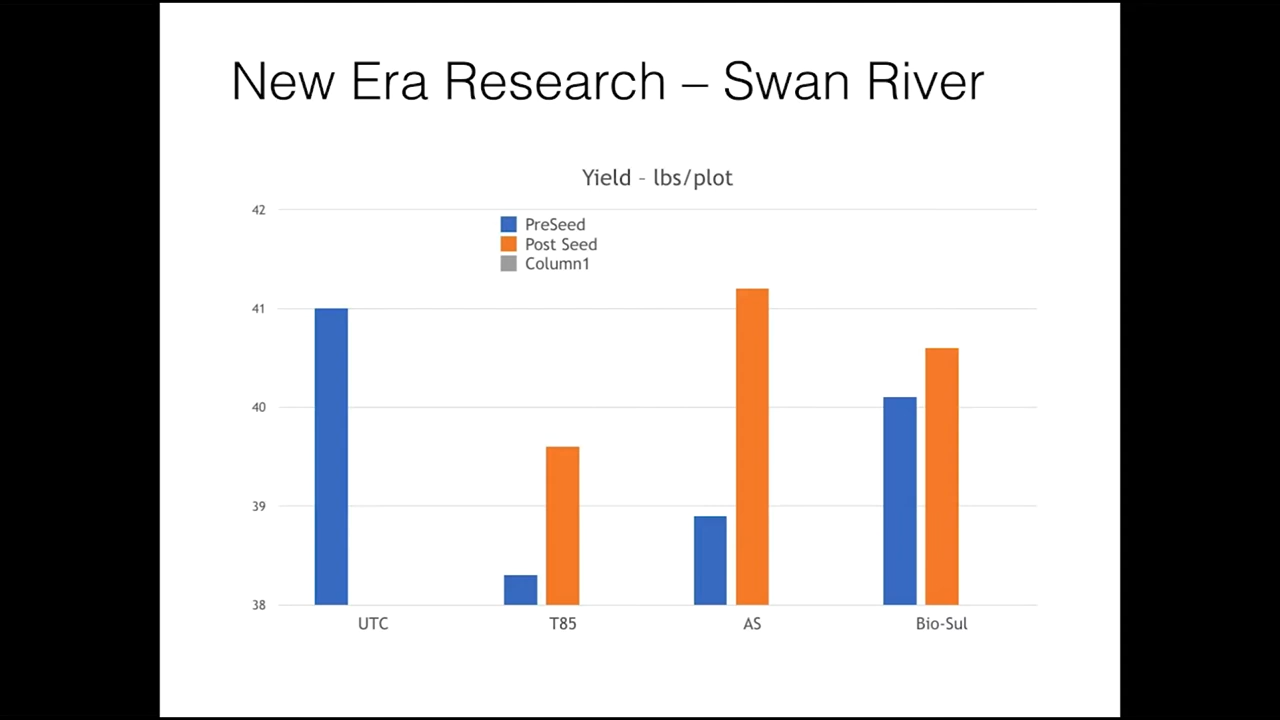 New Era Research – Swan River
Yield - lbs/plot
42
PreSeed
Post Seed
Column1
41
40
39
38
UTC T85 AS Bio-Sul